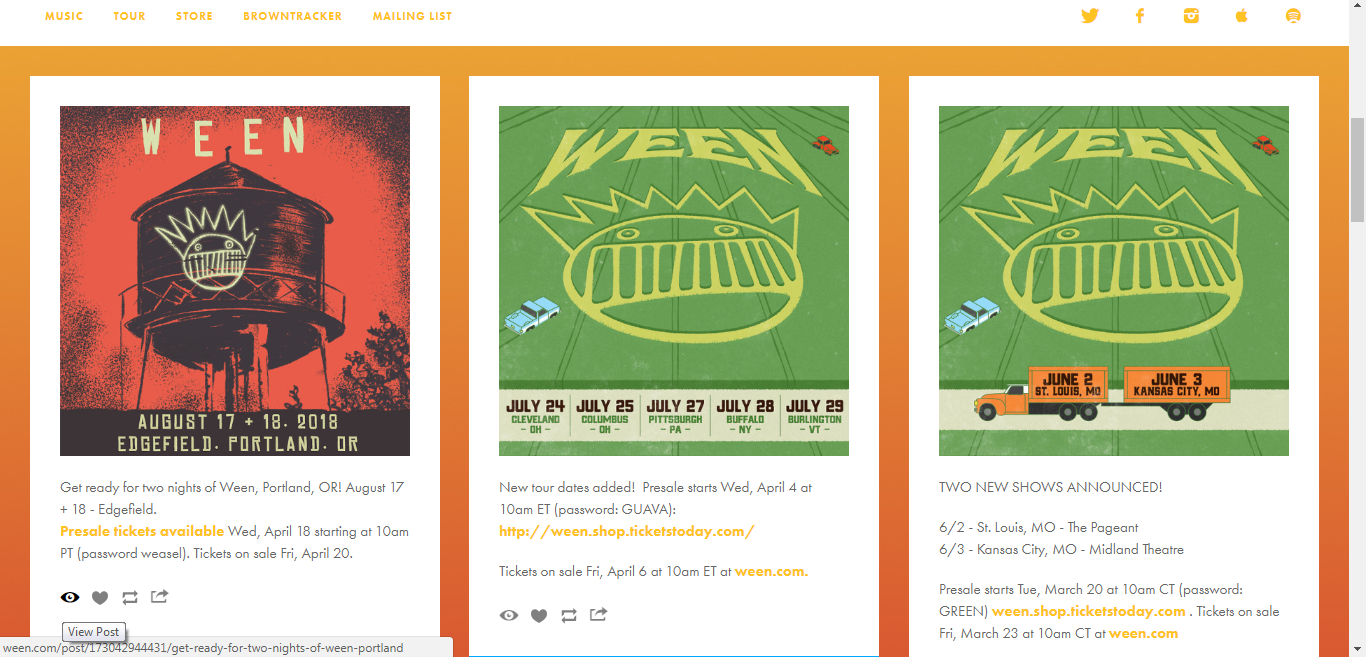 MUSIC TOUR STORE BROWNTRACKER MAILING LIST
WEEN
AUGUST 17 + 18. 2018
EDGEFIELD. PORTLAND. OR
Get ready for two nights of Ween, Portland, OR! August 17
+ 18 - Edgefield.
Presale tickets available Wed, April 18 starting at 10am
PT (password weasel). Tickets on sale Fri, April 20.
View Post
ween.com/post/173042944431/get-ready-for-two-nights-of-ween-portland
WEEN
JULY 24 JULY 25 JULY 27 JULY 28 JULY 29
CLEVELAND COLUMBUS PITTSBURGH BUFFALO BURLINGTON
- OH - - OH - - PA - - NY - - VT -
New tour dates added!  Presale starts Wed, April 4 at
10am ET (password: GUAVA):
http://ween.shop.ticketstoday.com/
Tickets on sale Fri, April 6 at 10am ET at ween.com.
WEEN
JUNE 2 JUNE 3
ST. LOUIS, MO KANSAS CITY, MO
TWO NEW SHOWS ANNOUNCED!
6/2 - St. Louis, MO - The Pageant
6/3 - Kansas City, MO - Midland Theatre
Presale starts Tue, March 20 at 10am CT (password:
GREEN) ween.shop.ticketstoday.com . Tickets on sale
Fri, March 23 at 10am CT at ween.com